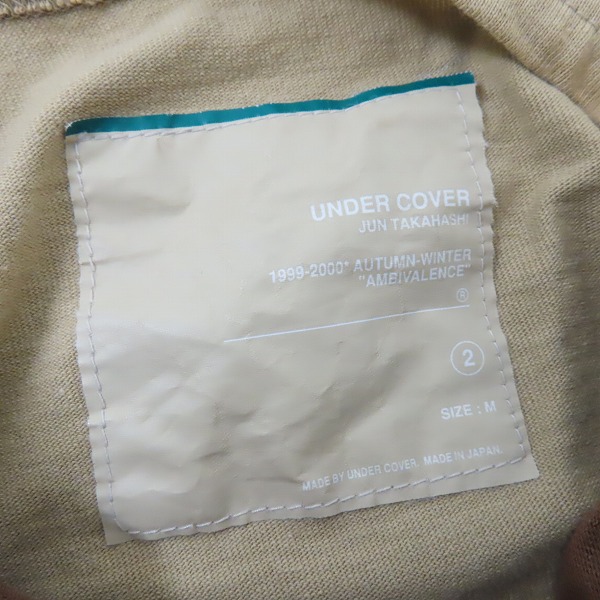 UNDER COVER
JUN TAKAHASHI
1999-2000* AUTUMN-WINTER
"AMBIVALENCE"
®
2
SIZE : M
MADE BY UNDER COVER. MADE IN JAPAN.